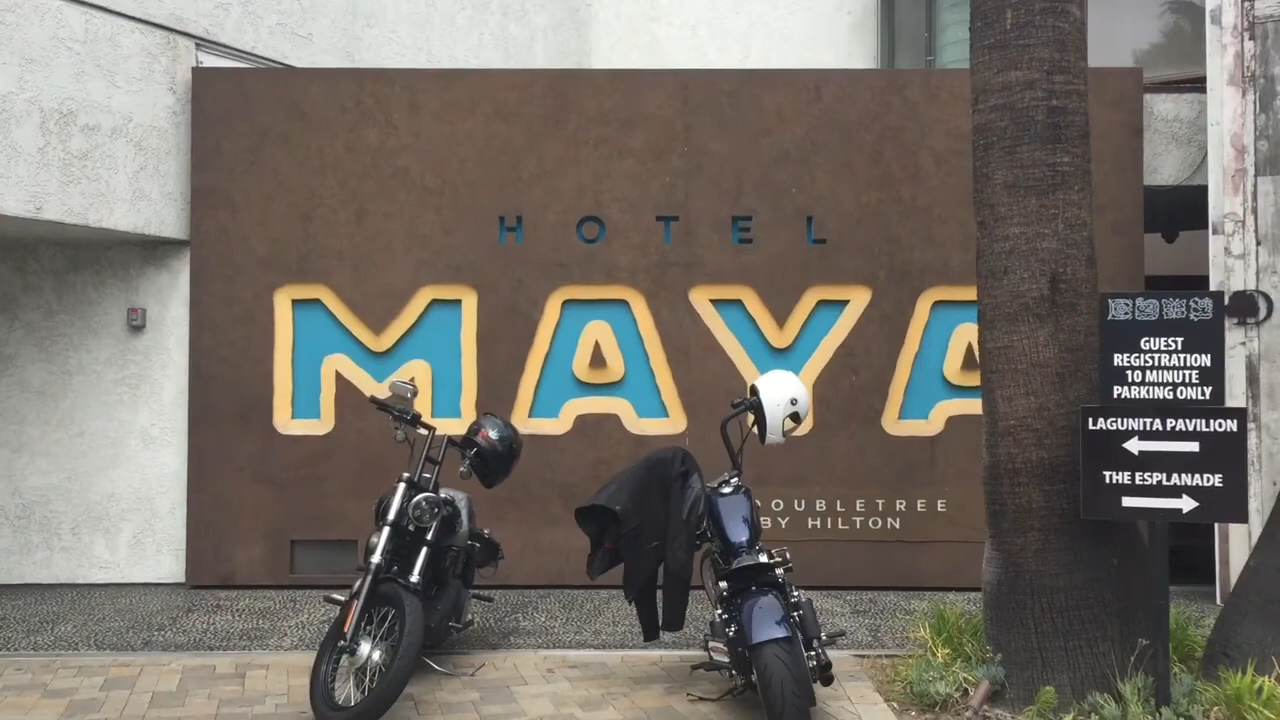 HOTEL
MAYA
DOUBLETREE
BY HILTON
GUEST
REGISTRATION
10 MINUTE
PARKING ONLY
LAGUNITA PAVILION
THE ESPLANADE